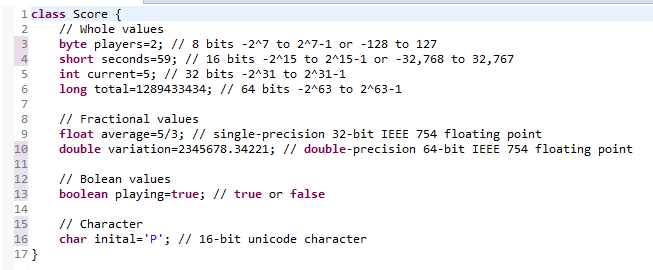 1 class Score {
2 // Whole values
3 byte players=2; // 8 bits -2^7 to 2^7-1 or -128 to 127
4 short seconds=59; // 16 bits -2^15 to 2^15-1 or -32,768 to 32,767
5 int current=5; // 32 bits -2^31 to 2^31-1
6 long total=1289433434; // 64 bits -2^63 to 2^63-1
7
8 // Fractional values
9 float average=5/3; // single-precision 32-bit IEEE 754 floating point
10 double variation=2345678.34221; // double-precision 64-bit IEEE 754 floating point
11
12 // Bolean values
13 boolean playing=true; // true or false
14
15 // Character
16 char inital='P'; // 16-bit unicode character
17 }